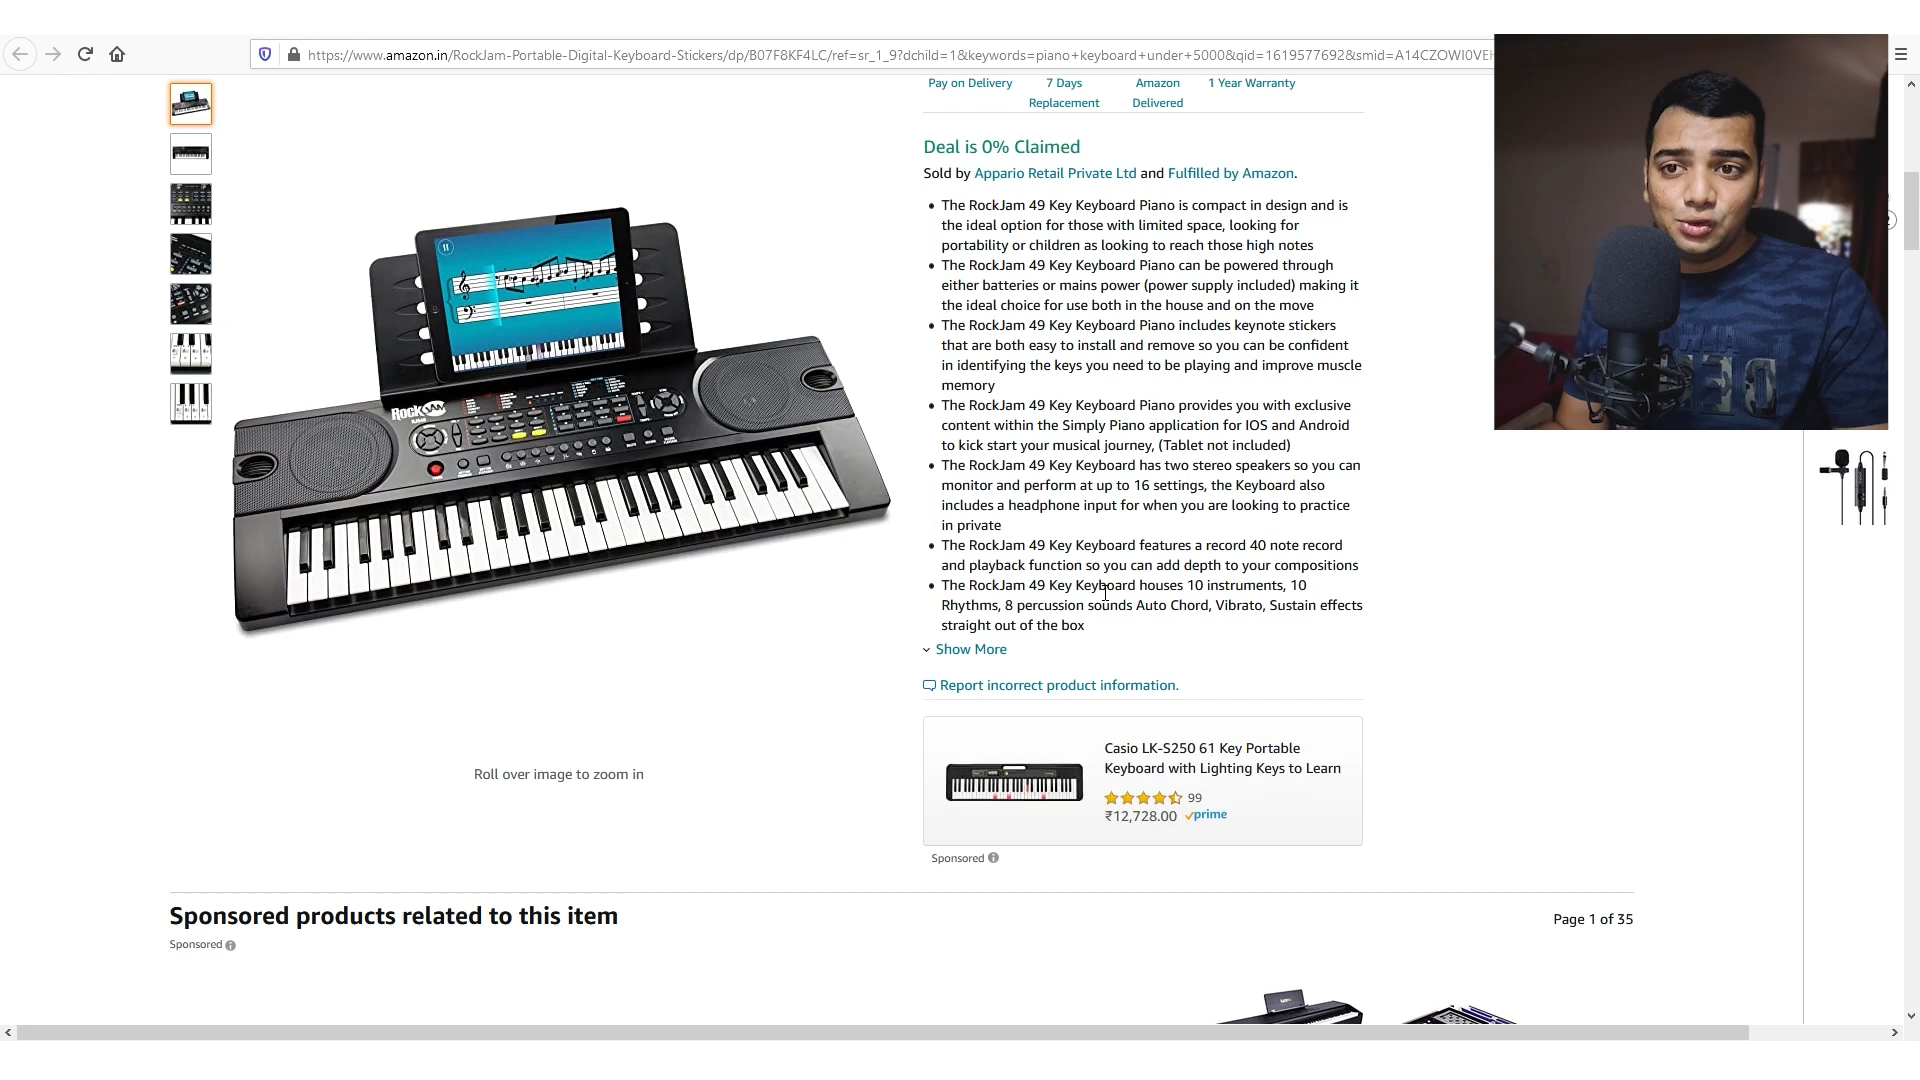 https://www.amazon.in/RockJam-Portable-Digital-Keyboard-Stickers/dp/B07F8KF4LC/ref=sr_1_9?dchild=1&keywords=piano+keyboard+under+5000&qid=1619577692&smid=A14CZOWI0VEH
Pay on Delivery
7 Days
Replacement
Amazon
Delivered
1 Year Warranty
Deal is 0% Claimed
Sold by Appario Retail Private Ltd and Fulfilled by Amazon.
• The RockJam 49 Key Keyboard Piano is compact in design and is
the ideal option for those with limited space, looking for
portability or children as looking to reach those high notes
• The RockJam 49 Key Keyboard Piano can be powered through
either batteries or mains power (power supply included) making it
the ideal choice for use both in the house and on the move
• The RockJam 49 Key Keyboard Piano includes keynote stickers
that are both easy to install and remove so you can be confident
in identifying the keys you need to be playing and improve muscle
memory
• The RockJam 49 Key Keyboard Piano provides you with exclusive
content within the Simply Piano application for IOS and Android
to kick start your musical journey, (Tablet not included)
• The RockJam 49 Key Keyboard has two stereo speakers so you can
monitor and perform at up to 16 settings, the Keyboard also
includes a headphone input for when you are looking to practice
in private
• The RockJam 49 Key Keyboard features a record 40 note record
and playback function so you can add depth to your compositions
• The RockJam 49 Key Keyboard houses 10 instruments, 10
Rhythms, 8 percussion sounds Auto Chord, Vibrato, Sustain effects
straight out of the box
Show More
Report incorrect product information.
RockJAM
Roll over image to zoom in
Casio LK-S250 61 Key Portable
Keyboard with Lighting Keys to Learn
99
₹12,728.00 prime
Sponsored
Sponsored products related to this item
Page 1 of 35
Sponsored